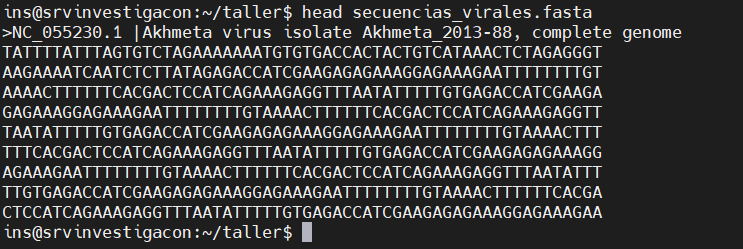 ins@srvinvestigacon:~/taller$ head secuencias_virales.fasta
>NC_055230.1 |Akhmeta virus isolate Akhmeta_2013-88, complete genome
TATTTTATTTAGTGTCTAGAAAAAAATGTGTGACCACTACTGTCATAAACTCTAGAGGGT
AAGAAAATCAATCTCTTATAGAGACCATCGAAGAGAGAAAGGAGAAAGAATTTTTTTTGT
AAAACTTTTTTCACGACTCCATCAGAAAGAGGTTTAATATTTTTGTGAGACCATCGAAGA
GAGAAAGGAGAAAGAATTTTTTTTGTAAAACTTTTTTCACGACTCCATCAGAAAGAGGTT
TAATATTTTTGTGAGACCATCGAAGAGAGAAAGGAGAAAGAATTTTTTTTGTAAAACTTT
TTTCACGACTCCATCAGAAAGAGGTTTAATATTTTTGTGAGACCATCGAAGAGAGAAAGG
AGAAAGAATTTTTTTTGTAAAACTTTTTTCACGACTCCATCAGAAAGAGGTTTAATATTT
TTGTGAGACCATCGAAGAGAGAAAGGAGAAAGAATTTTTTTTGTAAAACTTTTTTCACGA
CTCCATCAGAAAGAGGTTTAATATTTTTGTGAGACCATCGAAGAGAGAAAGGAGAAAGAA
ins@srvinvestigacon:~/taller$